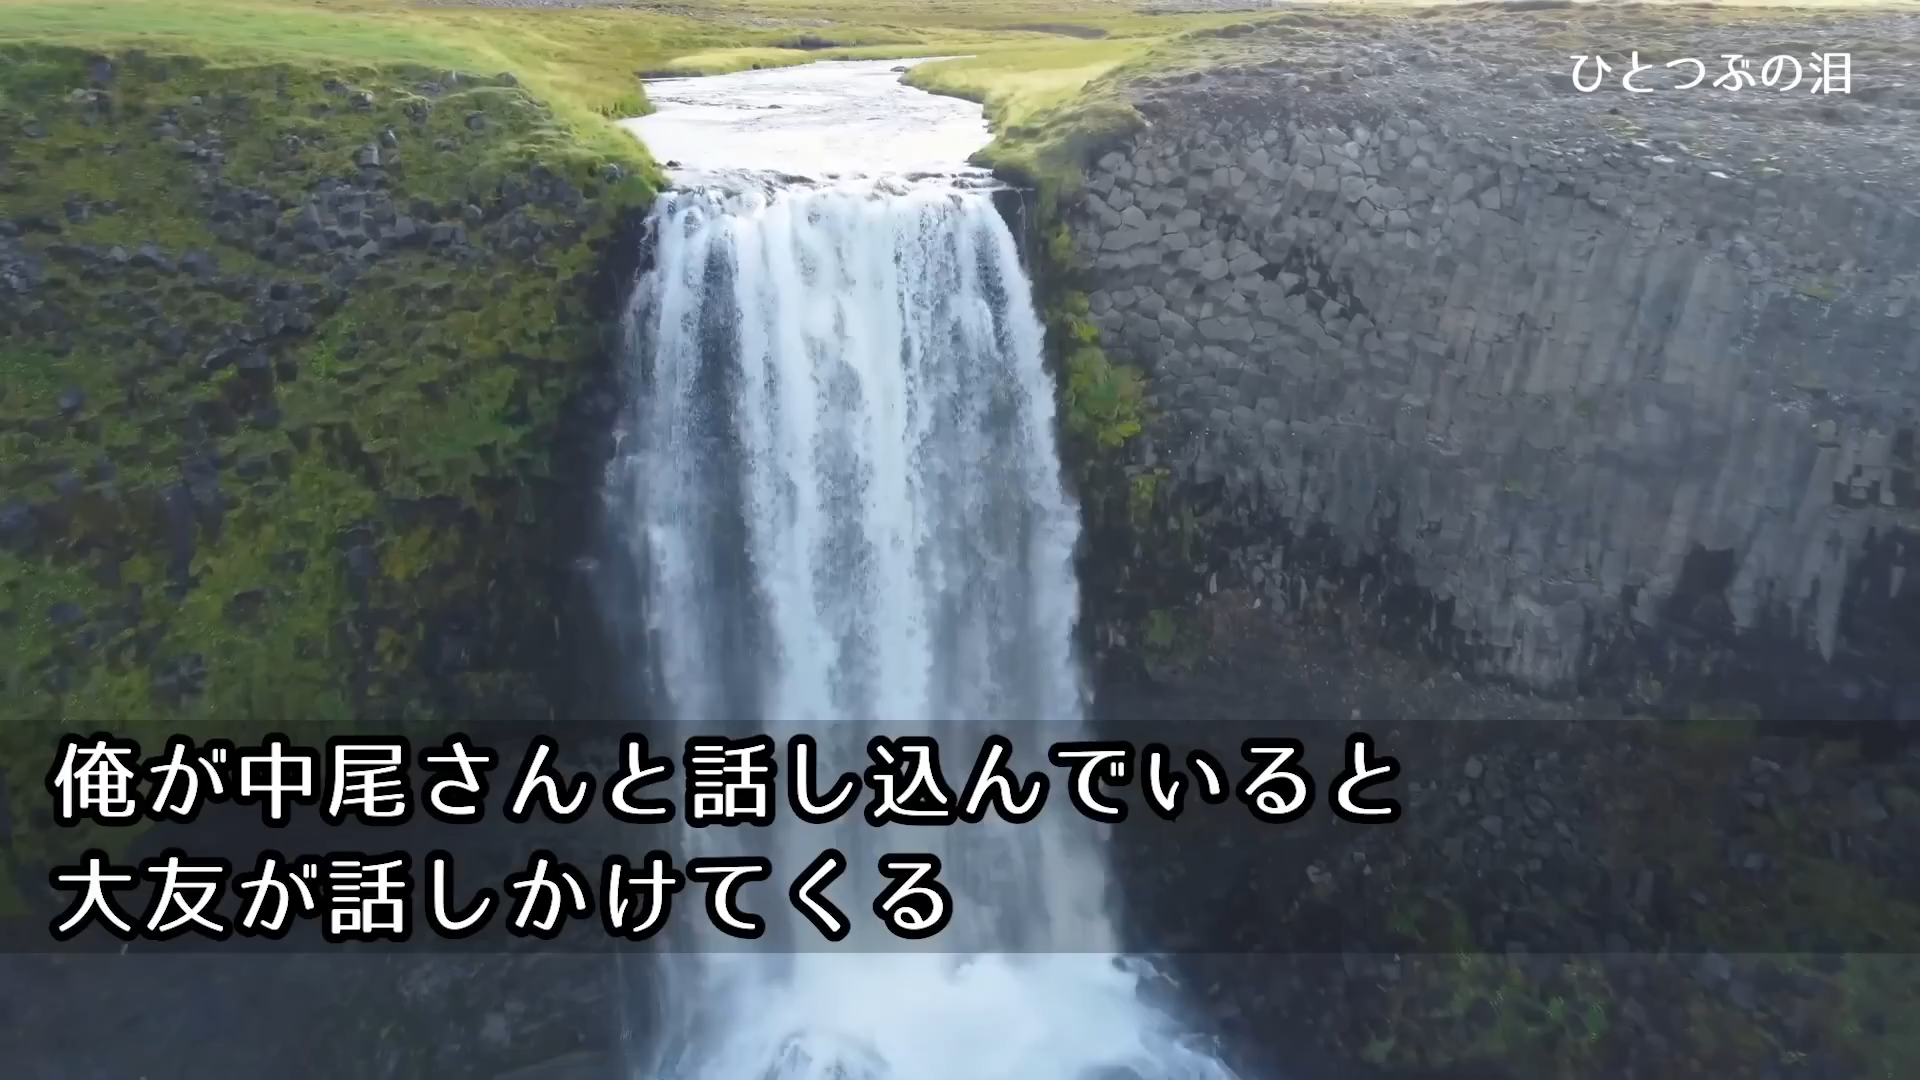 ひとつぶの泪
俺が中尾さんと話し込んでいると
大友が話しかけてくる